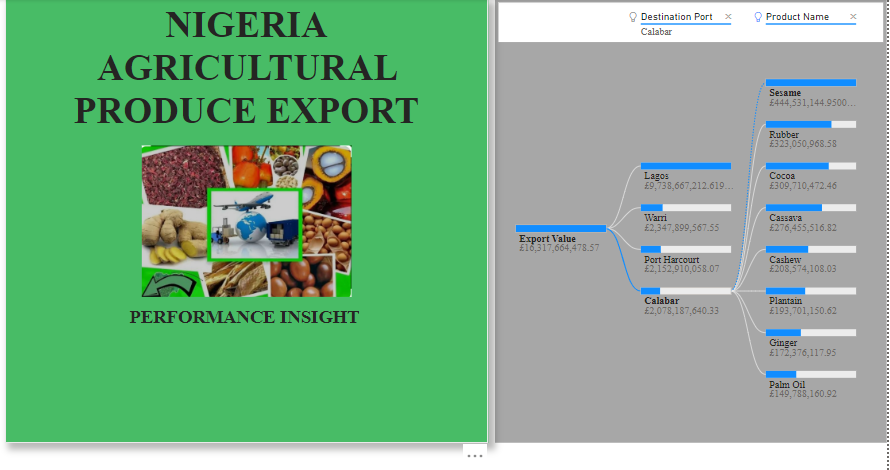 NIGERIA
AGRICULTURAL
PRODUCE EXPORT
PERFORMANCE INSIGHT
Destination Port
Calabar
Product Name
Export Value
£16,317,664,478.57
Lagos
£9,738,667,212.619...
Warri
£2,347,899,567.55
Port Harcourt
£2,152,910,058.07
Calabar
£2,078,187,640.33
Sesame
£444,531,144.9500...
Rubber
£323,050,968.58
Cocoa
£309,710,472.46
Cassava
£276,455,516.82
Cashew
£208,574,108.03
Plantain
£193,701,150.62
Ginger
£172,376,117.95
Palm Oil
£149,788,160.92